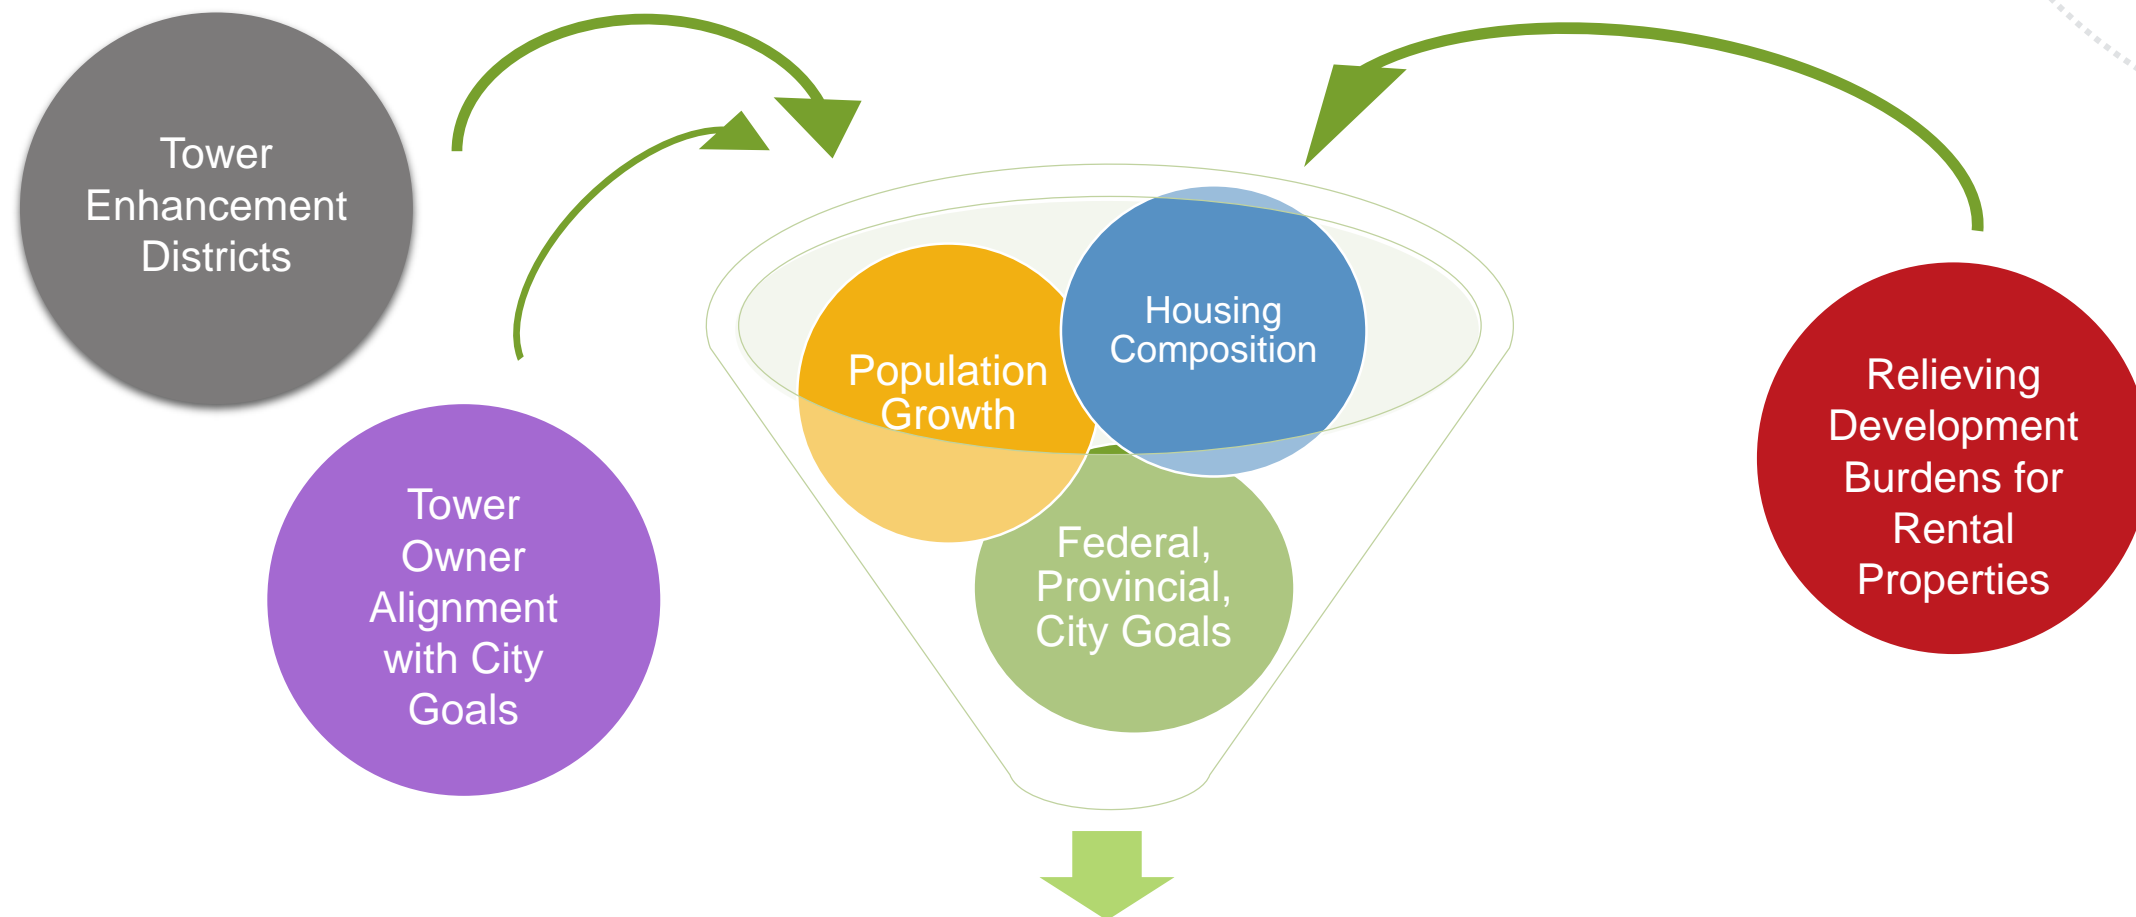 Tower
Enhancement
Districts
Tower
Owner
Alignment
with City
Goals
Population
Growth
Housing
Composition
Federal,
Provincial,
City Goals
Relieving
Development
Burdens for
Rental
Properties